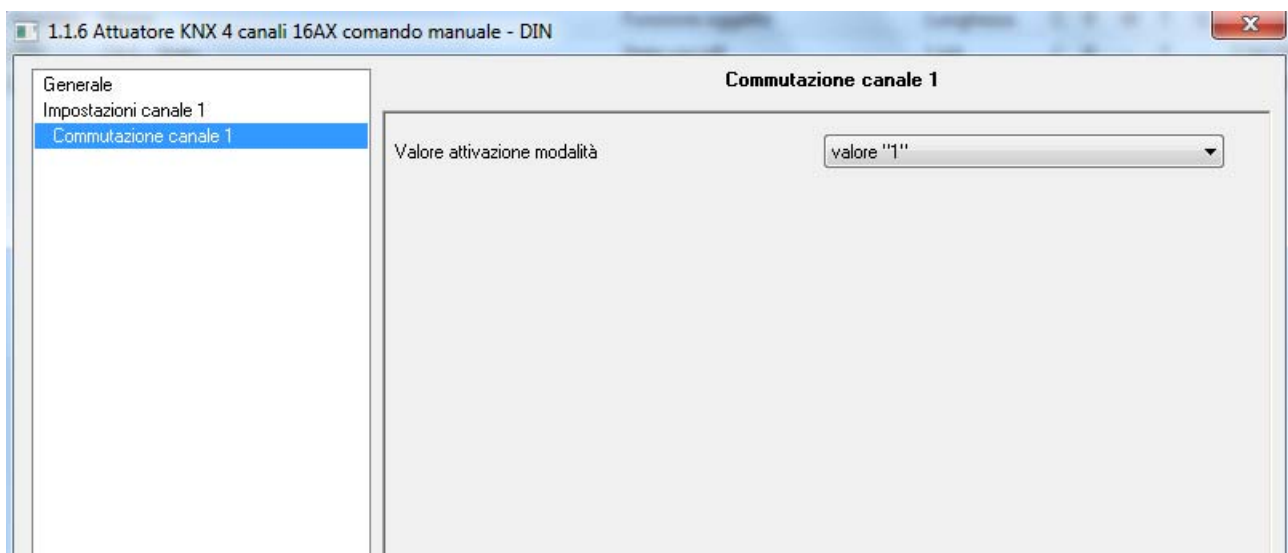 1.1.6 Attuatore KNX 4 canali 16AX comando manuale - DIN
Generale
Impostazioni canale 1
Commutazione canale 1
Commutazione canale 1
Valore attivazione modalità
valore "1"